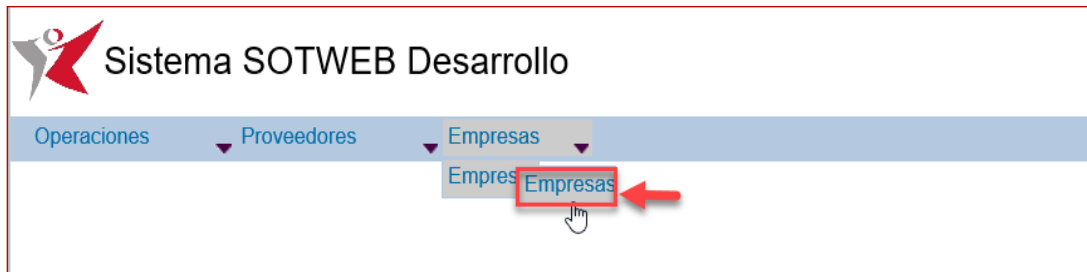 Sistema SOTWEB Desarrollo
Operaciones Proveedores Empresas
Empres Empresas